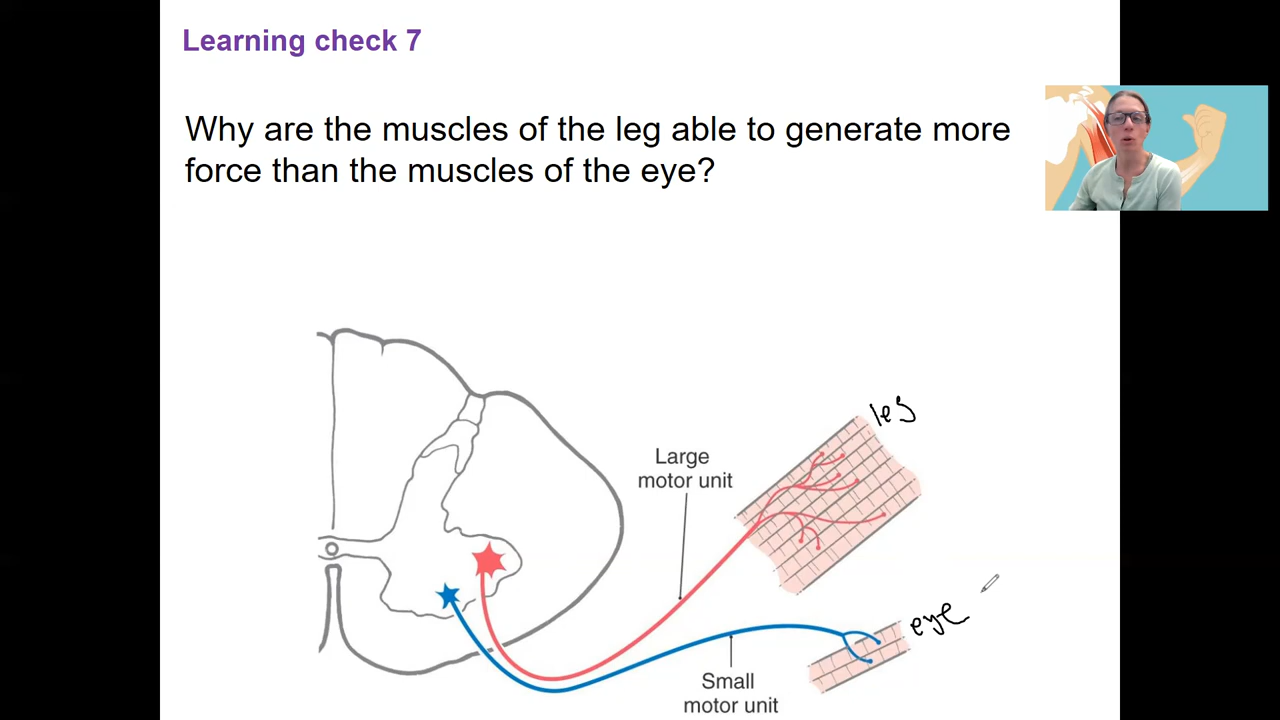 Learning check 7
Why are the muscles of the leg able to generate more
force than the muscles of the eye?
leg
Large
motor unit
eye
Small
motor unit